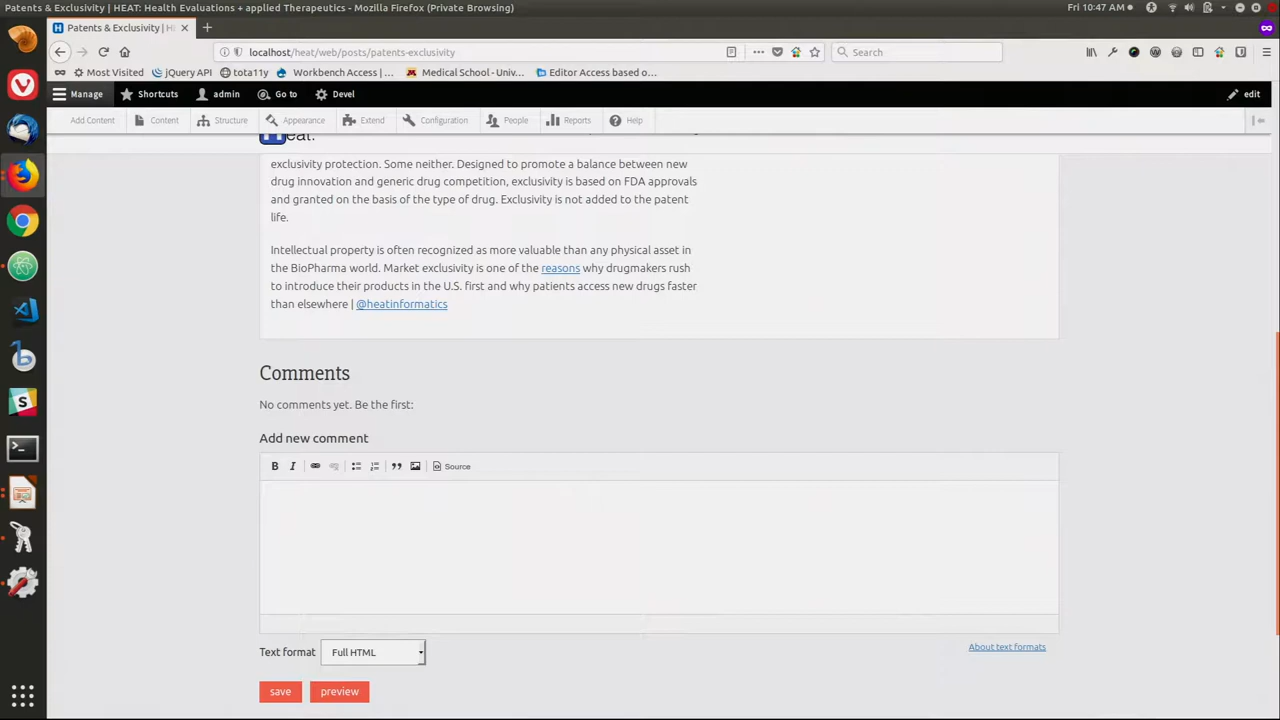 Patents & Exclusivity | HEAT: Health Evaluations + applied Therapeutics - Mozilla Firefox (Private Browsing)
Fri 10:47 AM
Patents & Exclusivity | H
localhost/heat/web/posts/patents-exclusivity
Search
Most Visited
jQuery API
tota11y
Workbench Access | ...
Medical School - Univ...
Editor Access based o...
Manage
Shortcuts
admin
Go to
Devel
edit
Add Content
Content
Structure
Appearance
Extend
Configuration
People
Reports
Help
Heat.
exclusivity protection. Some neither. Designed to promote a balance between new
drug innovation and generic drug competition, exclusivity is based on FDA approvals
and granted on the basis of the type of drug. Exclusivity is not added to the patent
life.
Intellectual property is often recognized as more valuable than any physical asset in
the BioPharma world. Market exclusivity is one of the reasons why drugmakers rush
to introduce their products in the U.S. first and why patients access new drugs faster
than elsewhere | @heatinformatics
Comments
No comments yet. Be the first:
Add new comment
B I
Source
Text format
Full HTML
About text formats
save
preview